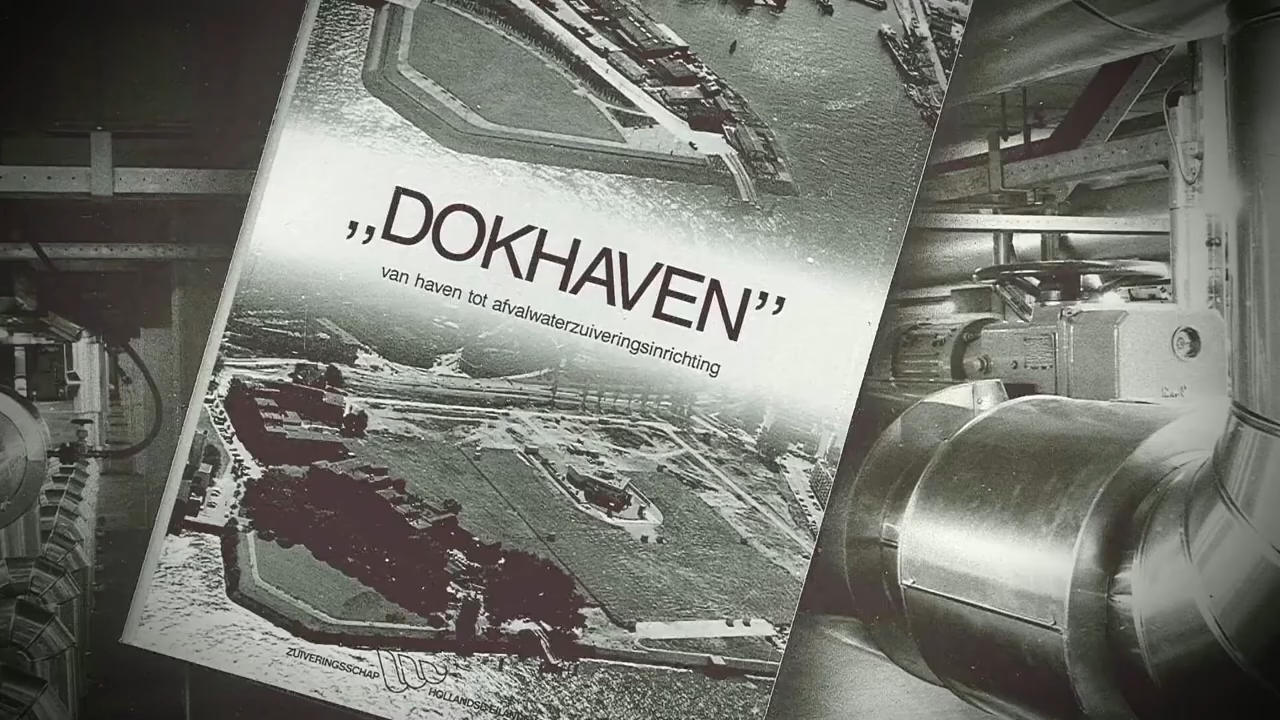 „DOKHAVEN”
van haven tot afvalwaterzuiveringsinrichting
ZUIVERINGSSCHAP